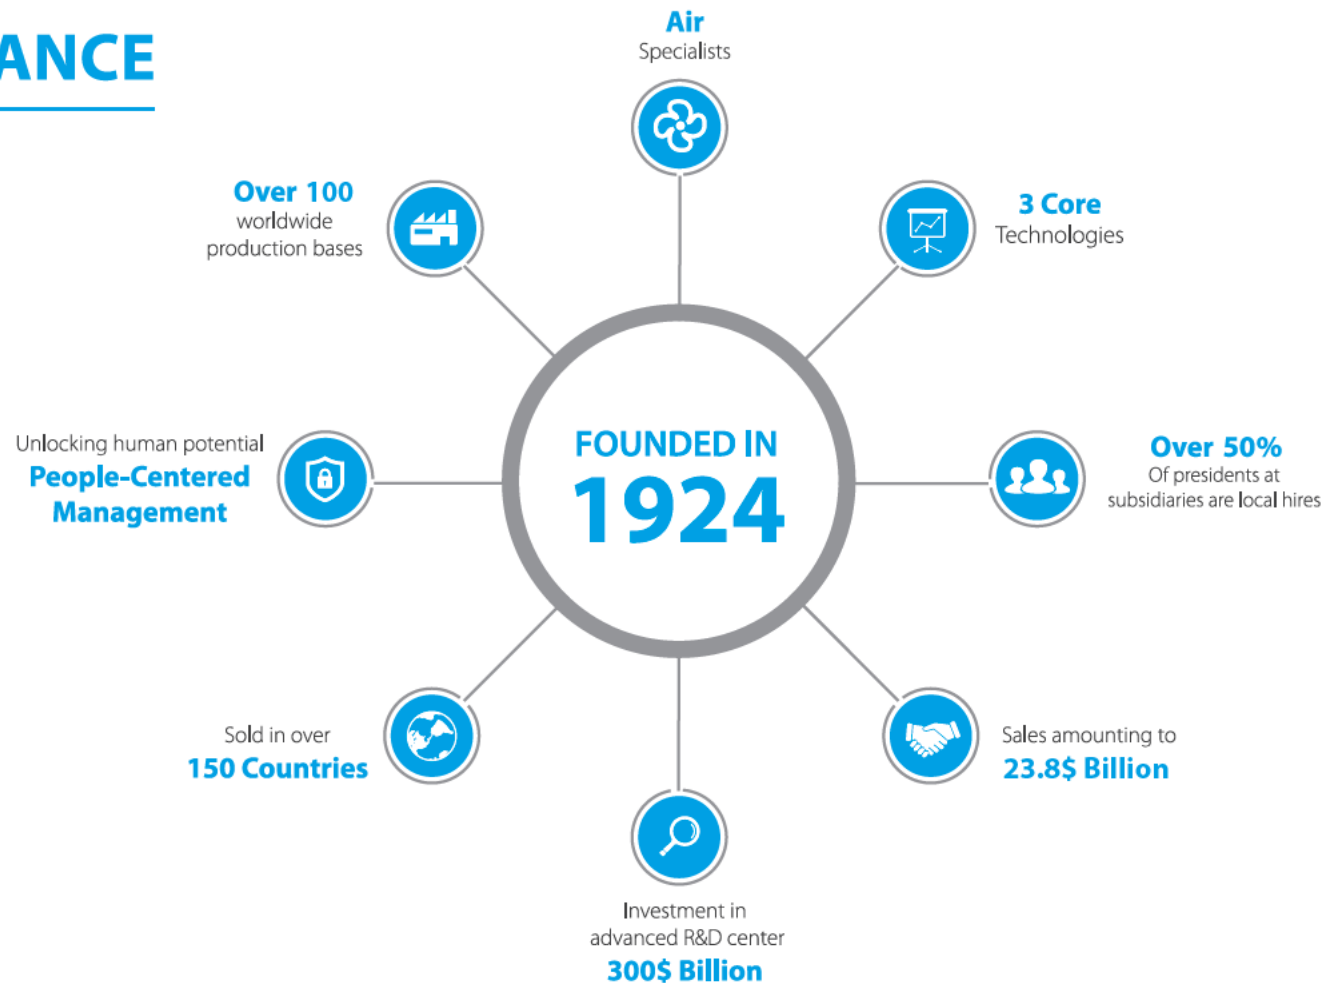 ANCE
Air
Specialists
Over 100
worldwide
production bases
3 Core
Technologies
Unlocking human potential
People-Centered
Management
FOUNDED IN
1924
Over 50%
Of presidents at
subsidiaries are local hires
Sold in over
150 Countries
Sales amounting to
23.8$ Billion
Investment in
advanced R&D center
300$ Billion